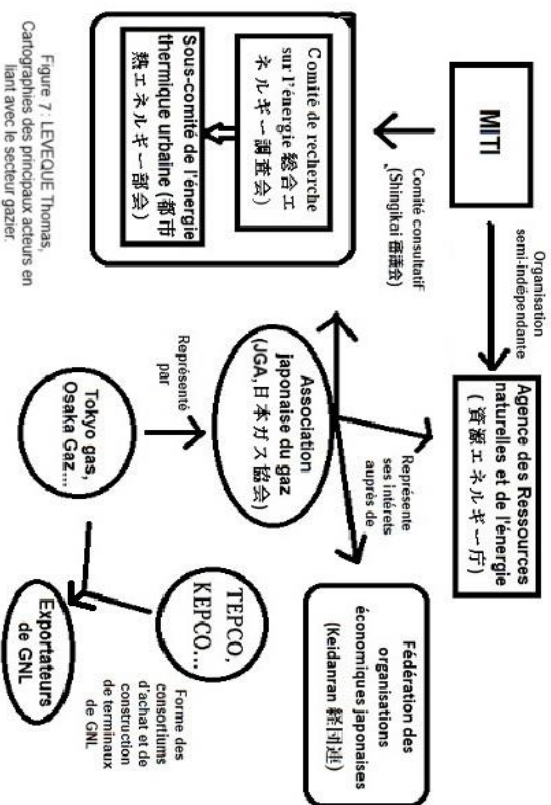 MITI
Organisation
semi-indépendante
Agence des Ressources
naturelles et de l'énergie
(資源エネルギー庁)
Comité consultatif
(Shingikai 審議会)
Comité de recherche
sur l'énergie 総合エ
ネルギー調査会)
Sous-comité de l'énergie
thermique urbaine (都市
熱エネルギー部会)
Représente
ses intérets
auprès de
Association
japonaise du gaz
(JGA,日本ガス協会)
Fédération des
organisations
économiques japonaises
(Keidanran 経団連)
Représenté
par
Tokyo gas,
Osaka Gaz...
TEPCO,
KEPCO...
Forme des
consortiums
d'achat et de
construction
de terminaux
de GNL
Exportateurs
de GNL
Figure 7 : LEVEQUE Thomas,
Cartographies des principaux acteurs en
liant avec le secteur gazier.